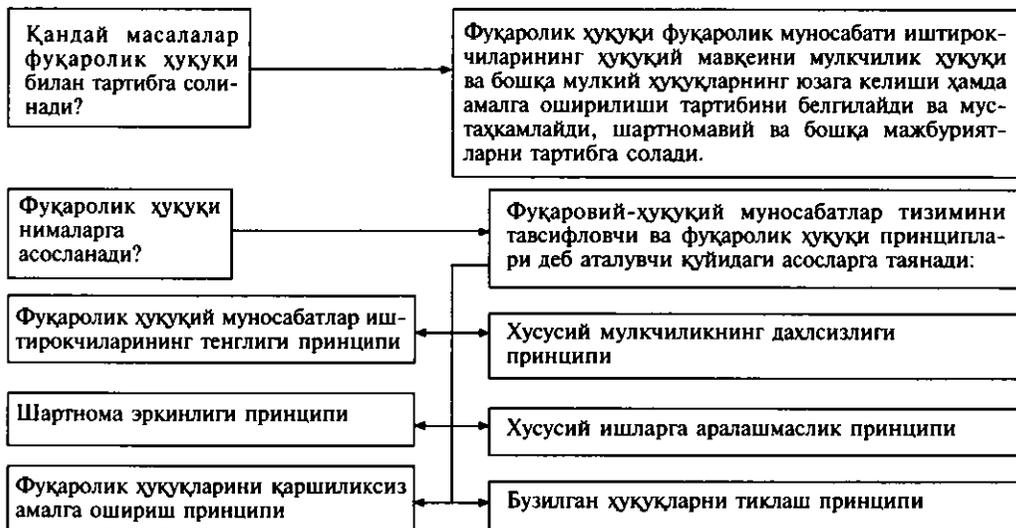 Қандай масалалар
фуқаролик ҳуқуқи
билан тартибга соли-
нади?
Фуқаролик ҳуқуқи фуқаролик муносабати иштирок-
чиларининг ҳуқуқий мавқеини мулкчилик ҳуқуқи
ва бошқа мулкий ҳуқуқларнинг юзага келиши ҳамда
амалга оширилиши тартибини белгилайди ва мус-
таҳкамлайди, шартномавий ва бошқа мажбурият-
ларни тартибга солади.
Фуқаролик ҳуқуқи
нималарга
асосланади?
Фуқаровий-ҳуқуқий муносабатлар тизимини
тавсифловчи ва фуқаролик ҳуқуқи принципла-
ри деб аталувчи қуйидаги асосларга таянади:
Фуқаролик ҳуқуқий муносабатлар иш-
тирокчиларининг тенглиги принципи
Хусусий мулкчиликнинг дахлсизлиги
принципи
Шартнома эркинлиги принципи
Хусусий ишларга аралашмаслик принципи
Фуқаролик ҳуқуқларини қаршиликсиз
амалга ошириш принципи
Бузилган ҳуқуқларни тиклаш принципи